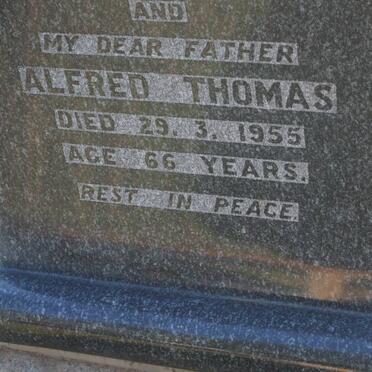 AND
MY DEAR FATHER
ALFRED THOMAS
DIED 29. 3. 1955
AGE 66 YEARS.
REST IN PEACE